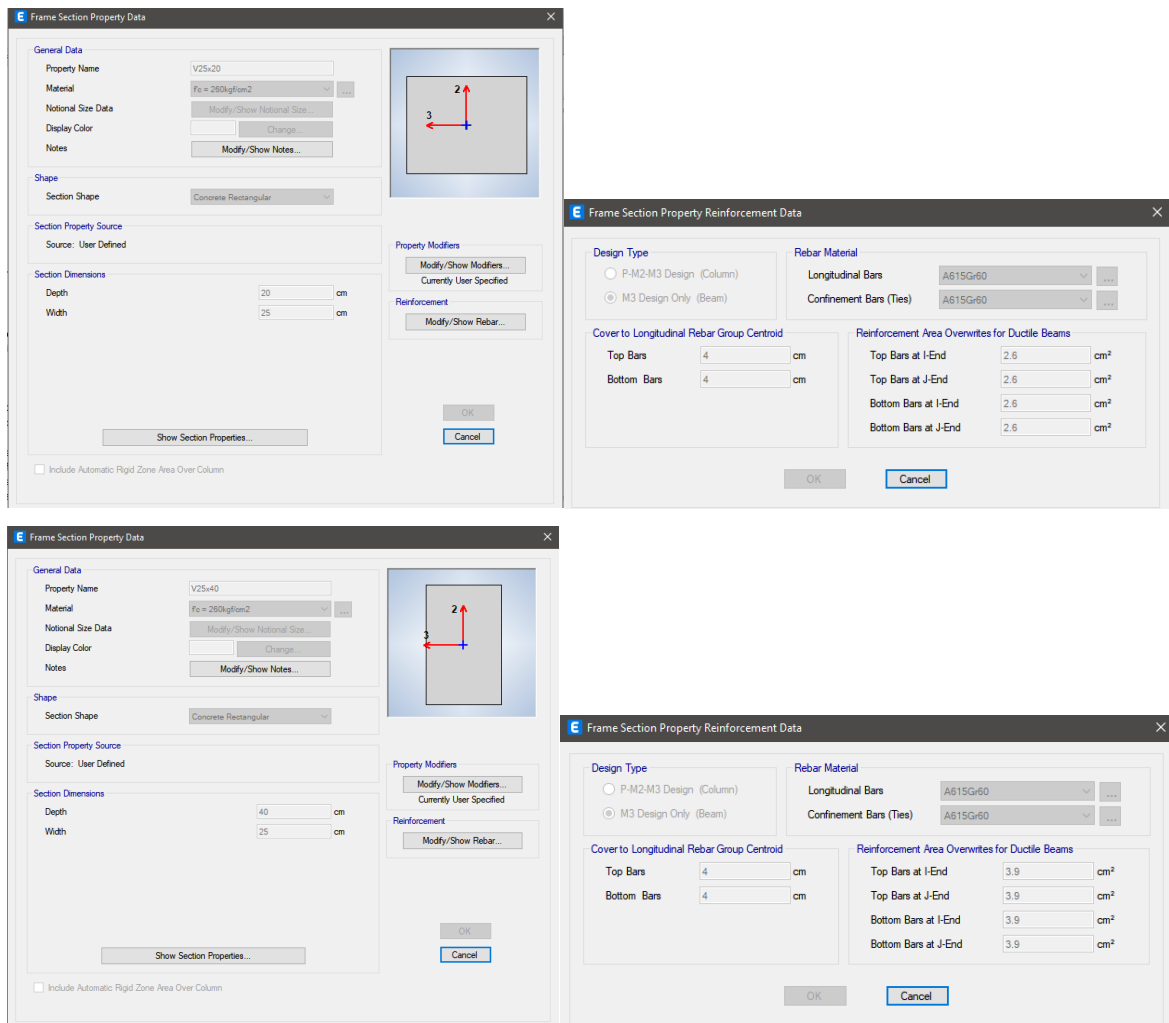 E Frame Section Property Data
General Data
Property Name V25x20
Material f'c = 260kgf/cm2 ...
Notional Size Data Modify/Show Notional Size...
Display Color Change...
Notes Modify/Show Notes...
Shape
Section Shape Concrete Rectangular
Section Property Source
Source: User Defined
Section Dimensions
Depth 20 cm
Width 25 cm
Show Section Properties...
Include Automatic Rigid Zone Area Over Column
2
3
Property Modifiers
Modify/Show Modifiers...
Currently User Specified
Reinforcement
Modify/Show Rebar...
OK
Cancel
E Frame Section Property Reinforcement Data
Design Type
P-M2-M3 Design (Column)
M3 Design Only (Beam)
Rebar Material
Longitudinal Bars A615Gr60 ...
Confinement Bars (Ties) A615Gr60 ...
Cover to Longitudinal Rebar Group Centroid
Top Bars 4 cm
Bottom Bars 4 cm
Reinforcement Area Overwrites for Ductile Beams
Top Bars at I-End 2.6 cm²
Top Bars at J-End 2.6 cm²
Bottom Bars at I-End 2.6 cm²
Bottom Bars at J-End 2.6 cm²
OK Cancel
E Frame Section Property Data
General Data
Property Name V25x40
Material f'c = 260kgf/cm2 ...
Notional Size Data Modify/Show Notional Size...
Display Color Change...
Notes Modify/Show Notes...
Shape
Section Shape Concrete Rectangular
Section Property Source
Source: User Defined
Section Dimensions
Depth 40 cm
Width 25 cm
Show Section Properties...
Include Automatic Rigid Zone Area Over Column
2
3
Property Modifiers
Modify/Show Modifiers...
Currently User Specified
Reinforcement
Modify/Show Rebar...
OK
Cancel
E Frame Section Property Reinforcement Data
Design Type
P-M2-M3 Design (Column)
M3 Design Only (Beam)
Rebar Material
Longitudinal Bars A615Gr60 ...
Confinement Bars (Ties) A615Gr60 ...
Cover to Longitudinal Rebar Group Centroid
Top Bars 4 cm
Bottom Bars 4 cm
Reinforcement Area Overwrites for Ductile Beams
Top Bars at I-End 3.9 cm²
Top Bars at J-End 3.9 cm²
Bottom Bars at I-End 3.9 cm²
Bottom Bars at J-End 3.9 cm²
OK Cancel